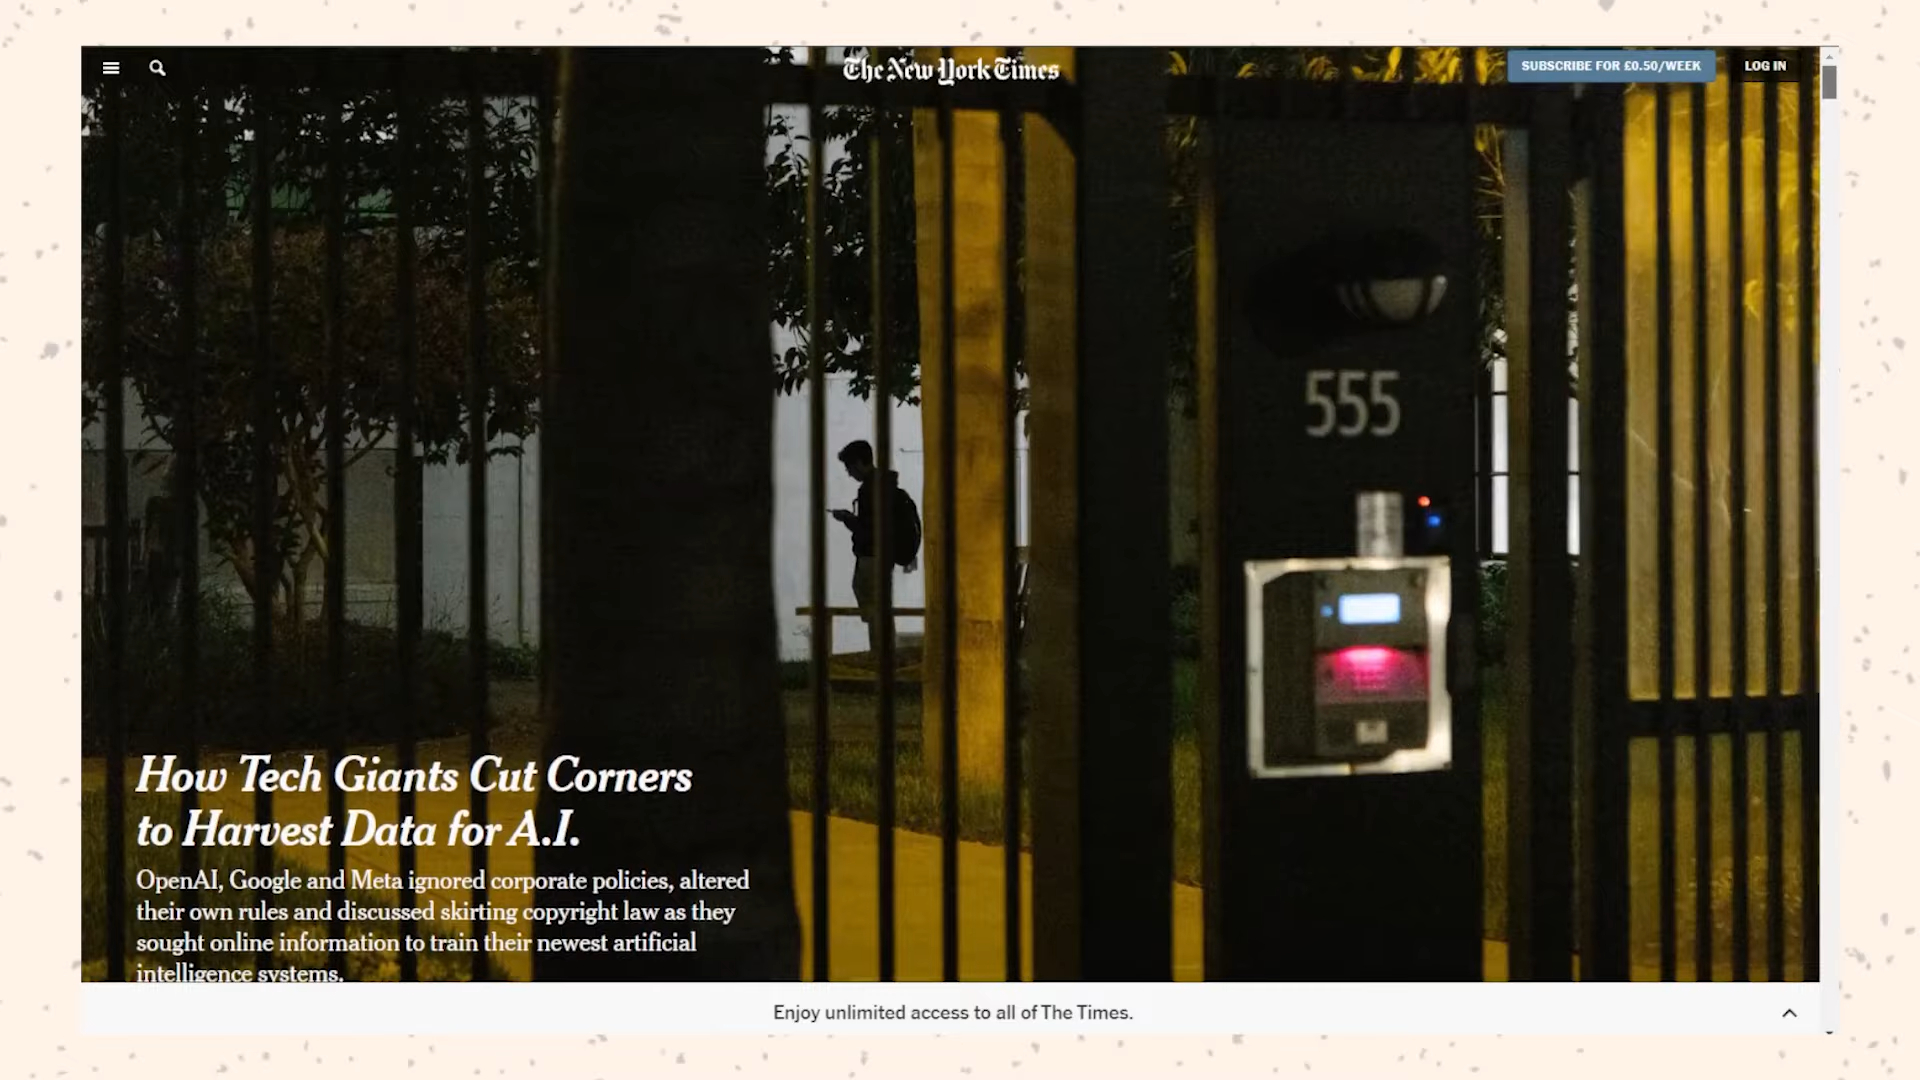 The New York Times
SUBSCRIBE FOR £0.50/WEEK
LOG IN
555
How Tech Giants Cut Corners
to Harvest Data for A.I.
OpenAI, Google and Meta ignored corporate policies, altered
their own rules and discussed skirting copyright law as they
sought online information to train their newest artificial
intelligence systems.
Enjoy unlimited access to all of The Times.